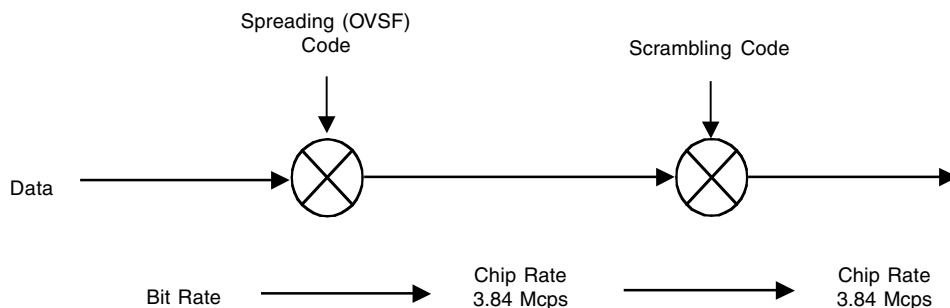 Spreading (OVSF)
Code
Scrambling Code
Data
Bit Rate
Chip Rate
3.84 Mcps
Chip Rate
3.84 Mcps